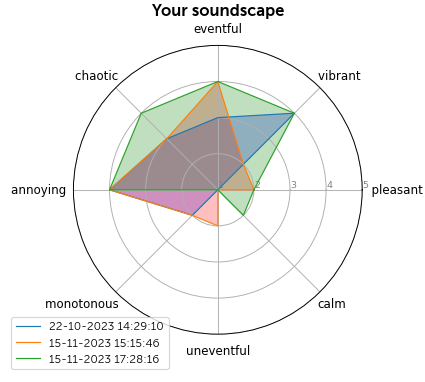 Your soundscape
eventful
chaotic
vibrant
annoying
2
3
4
5
pleasant
monotonous
calm
22-10-2023 14:29:10
15-11-2023 15:15:46
15-11-2023 17:28:16
uneventful